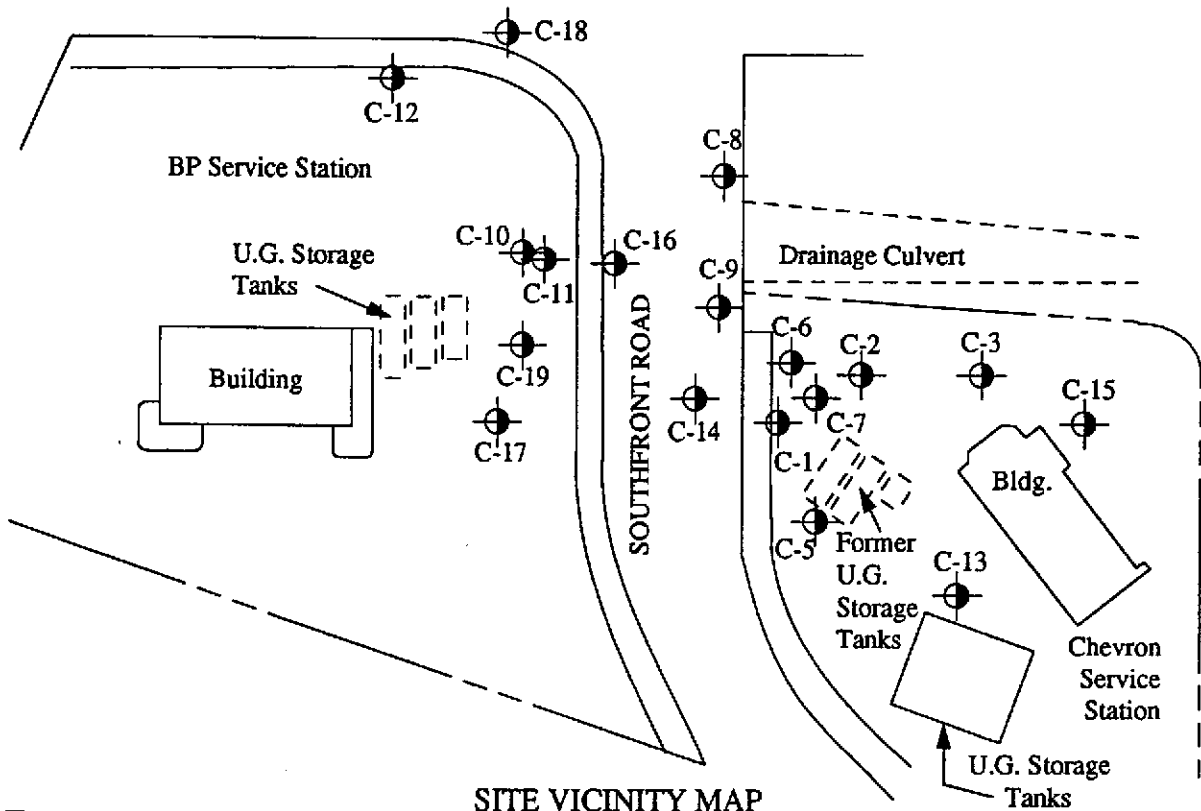 C-18
C-12
BP Service Station
C-8
C-10
C-16
U.G. Storage
Tanks
C-11
Drainage Culvert
C-9
C-6
C-2
C-3
Building
C-19
C-15
C-7
C-17
C-14
C-1
SOUTHFRONT ROAD
Bldg.
C-5
Former
U.G.
Storage
Tanks
C-13
Chevron
Service
Station
U.G. Storage
Tanks
SITE VICINITY MAP